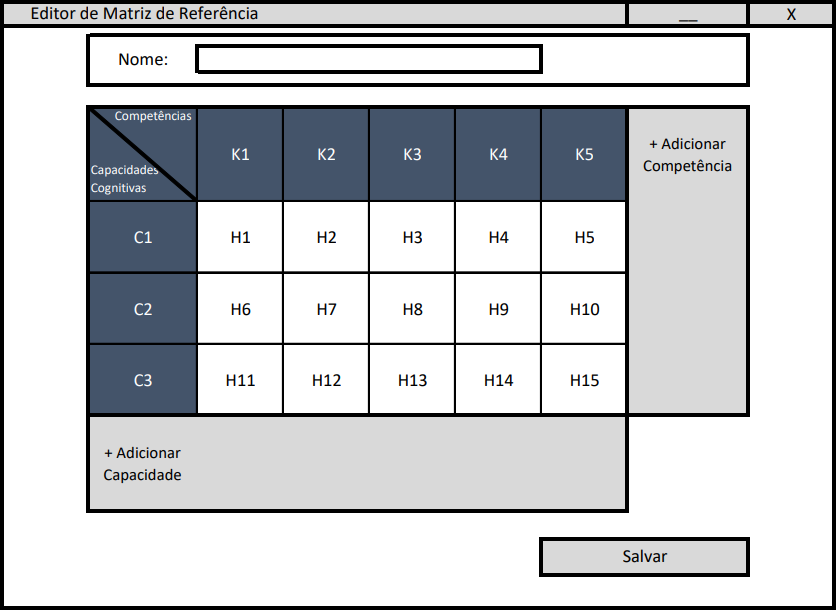 Editor de Matriz de Referência __ X
Nome:
Competências
Capacidades
Cognitivas
K1 K2 K3 K4 K5
+ Adicionar
Competência
C1 H1 H2 H3 H4 H5
C2 H6 H7 H8 H9 H10
C3 H11 H12 H13 H14 H15
+ Adicionar
Capacidade
Salvar